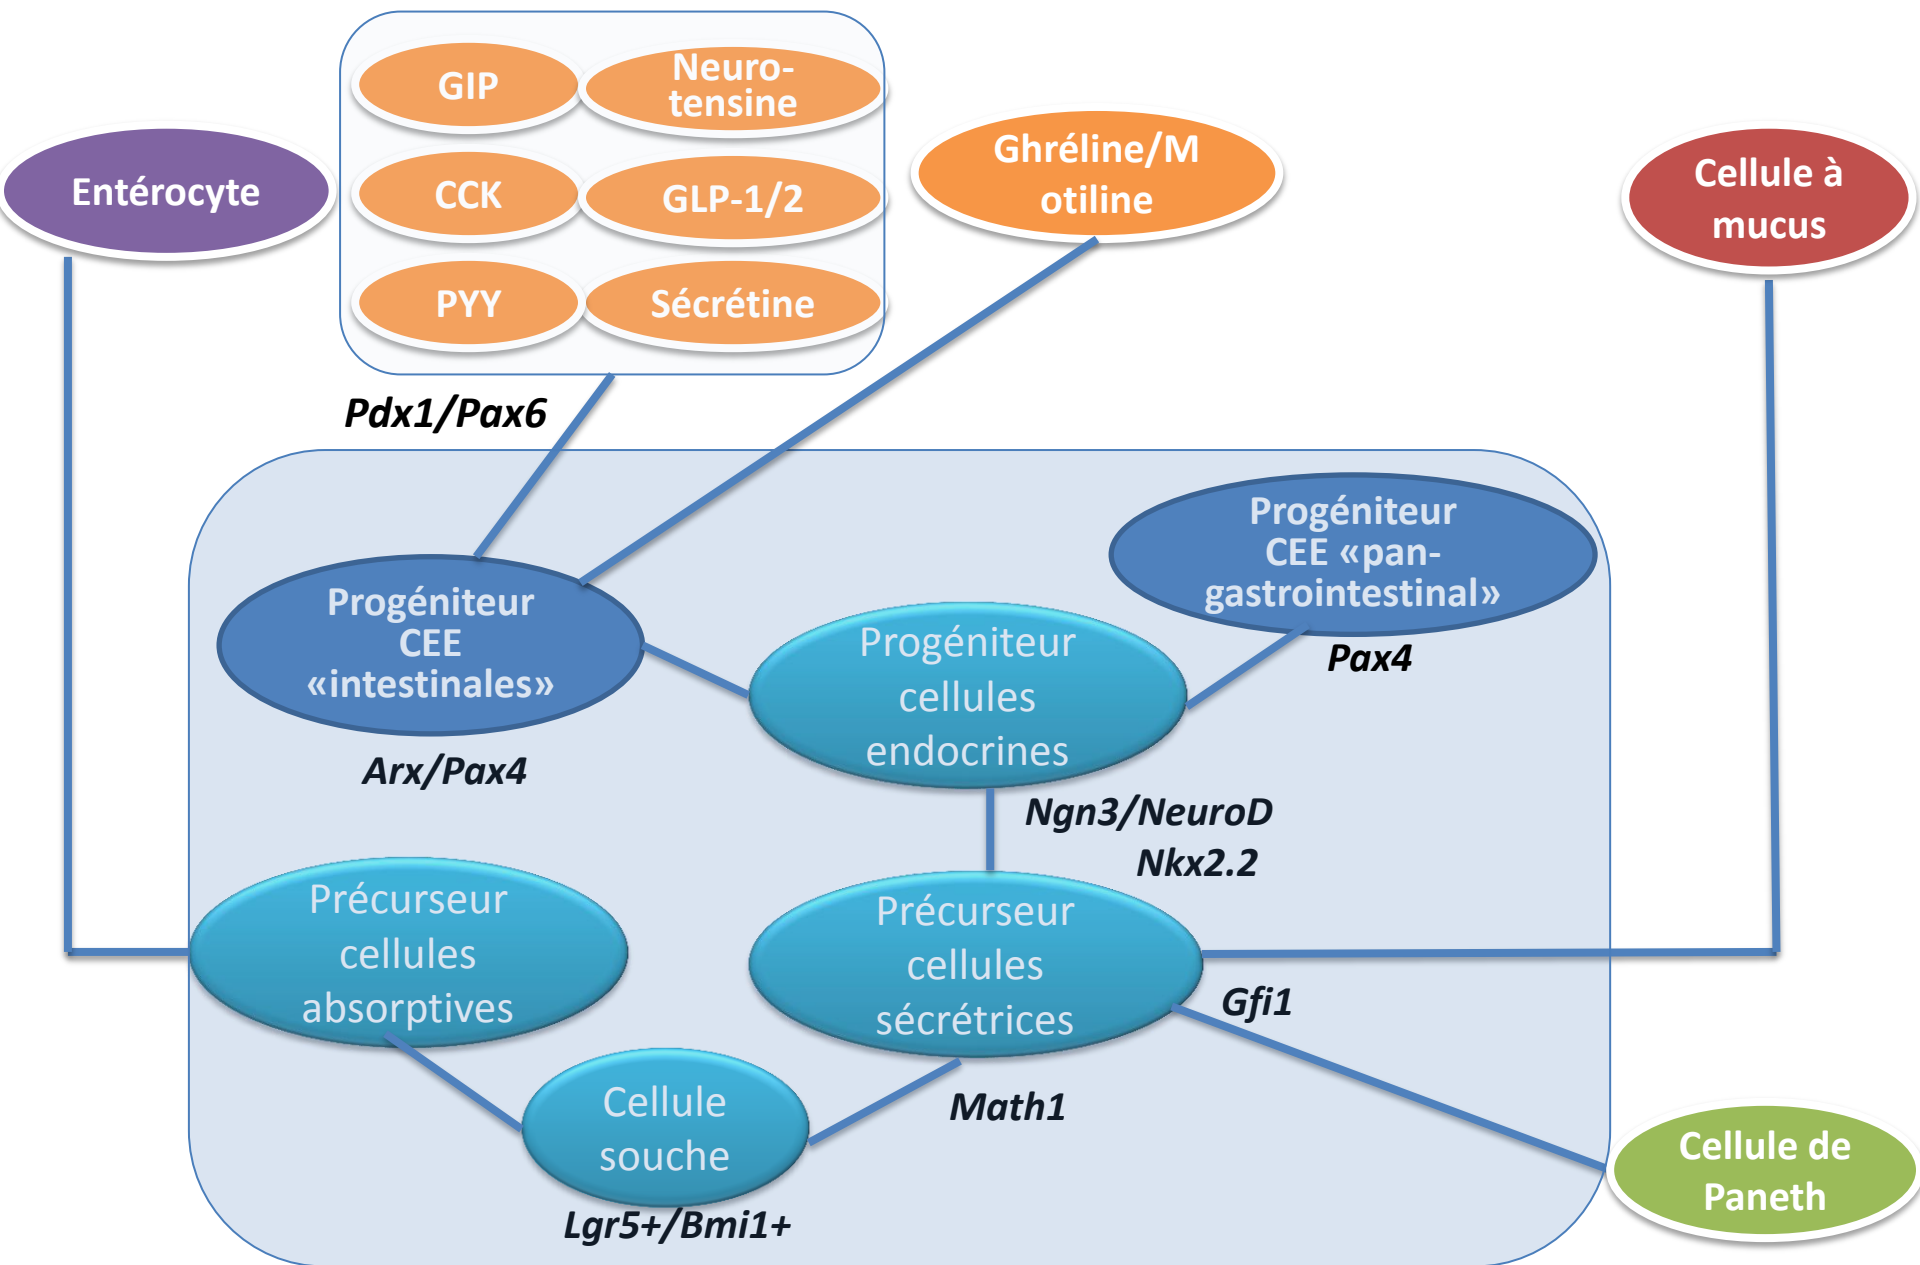 GIP
Neuro-
tensine
Entérocyte
CCK
GLP-1/2
Ghréline/M
otiline
Cellule à
mucus
PYY
Sécrétine
Pdx1/Pax6
Progéniteur
CEE «pan-
gastrointestinal»
Pax4
Progéniteur
CEE
«intestinales»
Arx/Pax4
Progéniteur
cellules
endocrines
Ngn3/NeuroD
Nkx2.2
Précurseur
cellules
absorptives
Précurseur
cellules
sécrétrices
Gfi1
Math1
Cellule
souche
Lgr5+/Bmi1+
Cellule de
Paneth